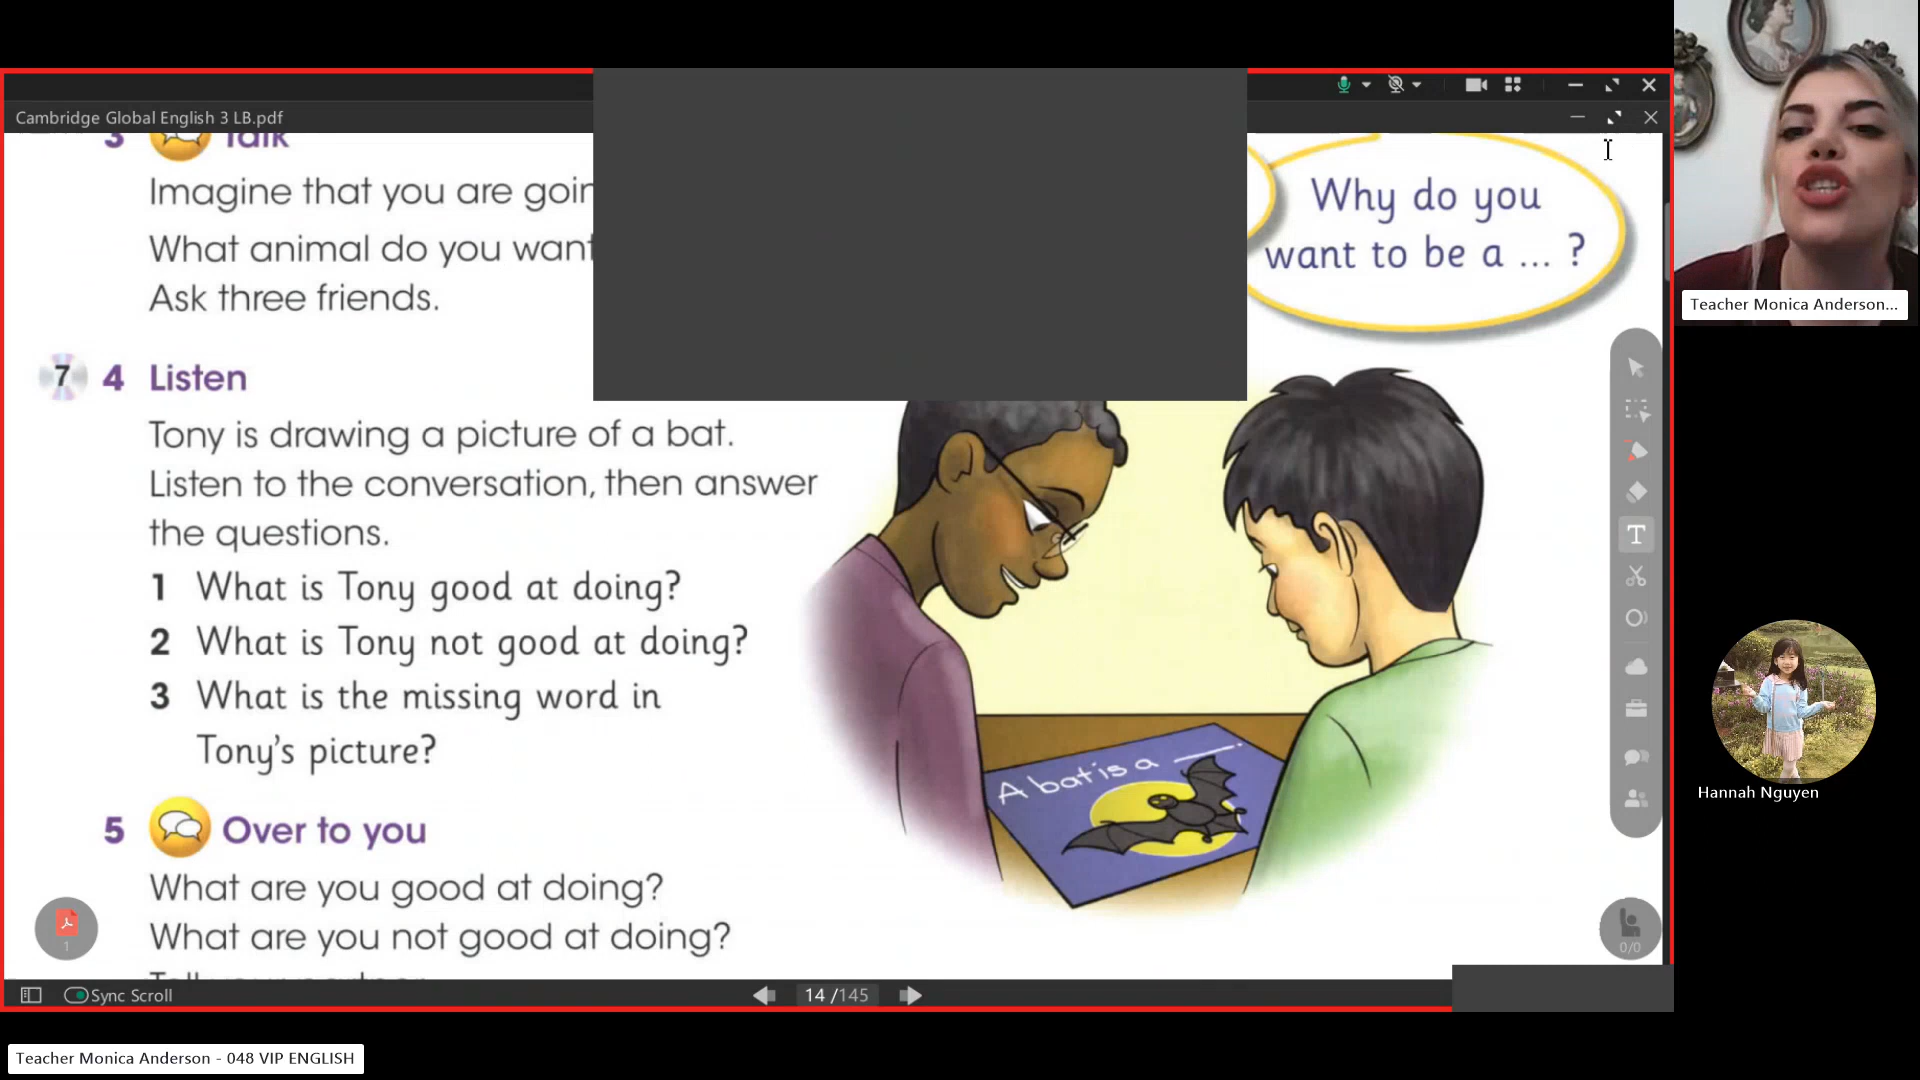 Cambridge Global English 3 LB.pdf
3 Talk
Imagine that you are goin
What animal do you want
Ask three friends.
Why do you
want to be a ... ?
7 4 Listen
Tony is drawing a picture of a bat.
Listen to the conversation, then answer
the questions.
1 What is Tony good at doing?
2 What is Tony not good at doing?
3 What is the missing word in
Tony's picture?
A bat is a ____.
5 Over to you
What are you good at doing?
What are you not good at doing?
1
T
0/0
Sync Scroll
14 /145
Teacher Monica Anderson...
Hannah Nguyen
Teacher Monica Anderson - 048 VIP ENGLISH